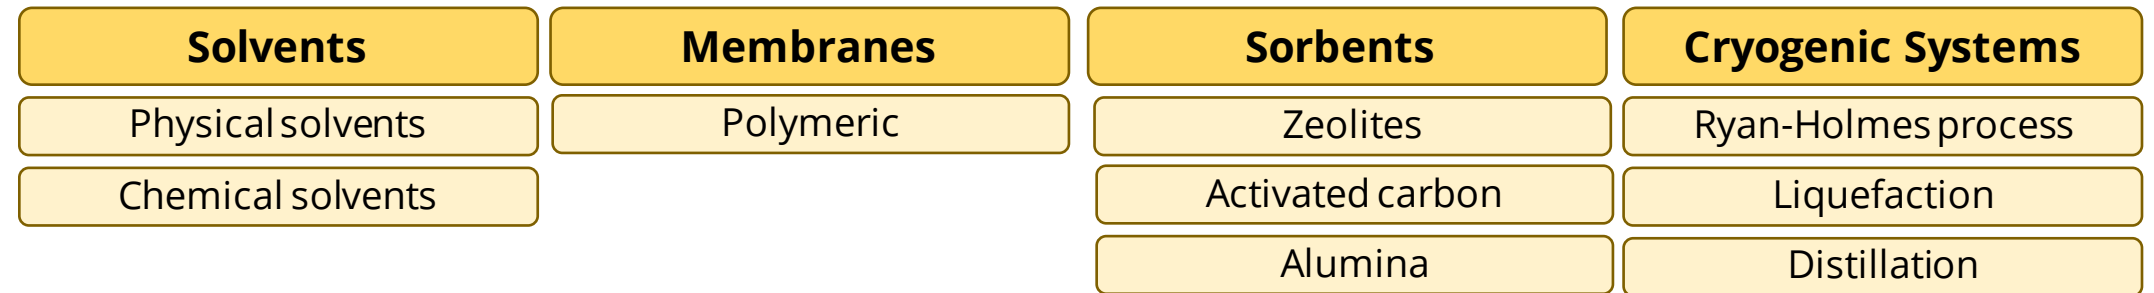 Solvents
Membranes
Sorbents
Cryogenic Systems
Physical solvents
Polymeric
Zeolites
Ryan-Holmes process
Chemical solvents
Activated carbon
Liquefaction
Alumina
Distillation